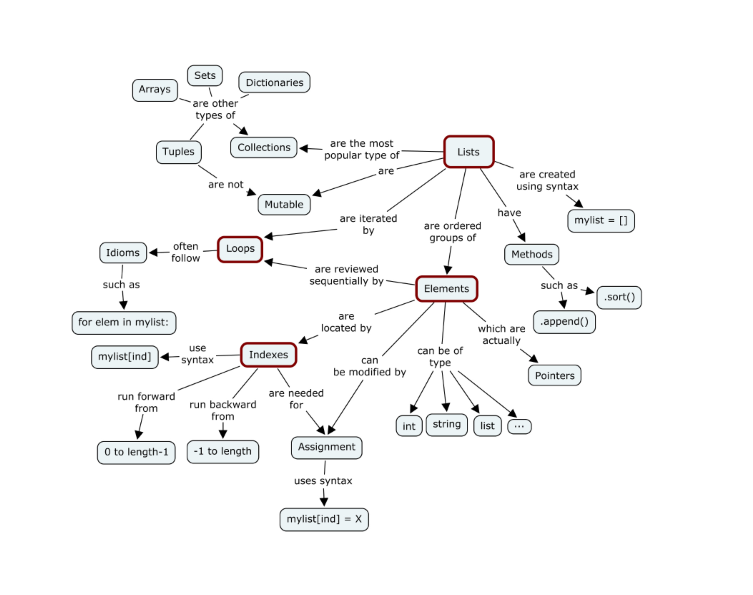 Sets
Dictionaries
Arrays
are other
types of
Tuples
Collections
are the most
popular type of
Lists
are
are not
Mutable
are created
using syntax
mylist = []
have
are iterated
by
are ordered
groups of
Methods
Idioms
often
follow
Loops
are reviewed
sequentially by
Elements
such as
.sort()
.append()
such as
for elem in mylist:
are
located by
which are
actually
Pointers
mylist[ind]
use
syntax
Indexes
can
be modified by
can be of
type
int
string
list
...
run forward
from
run backward
from
are needed
for
0 to length-1
-1 to length
Assignment
uses syntax
mylist[ind] = X